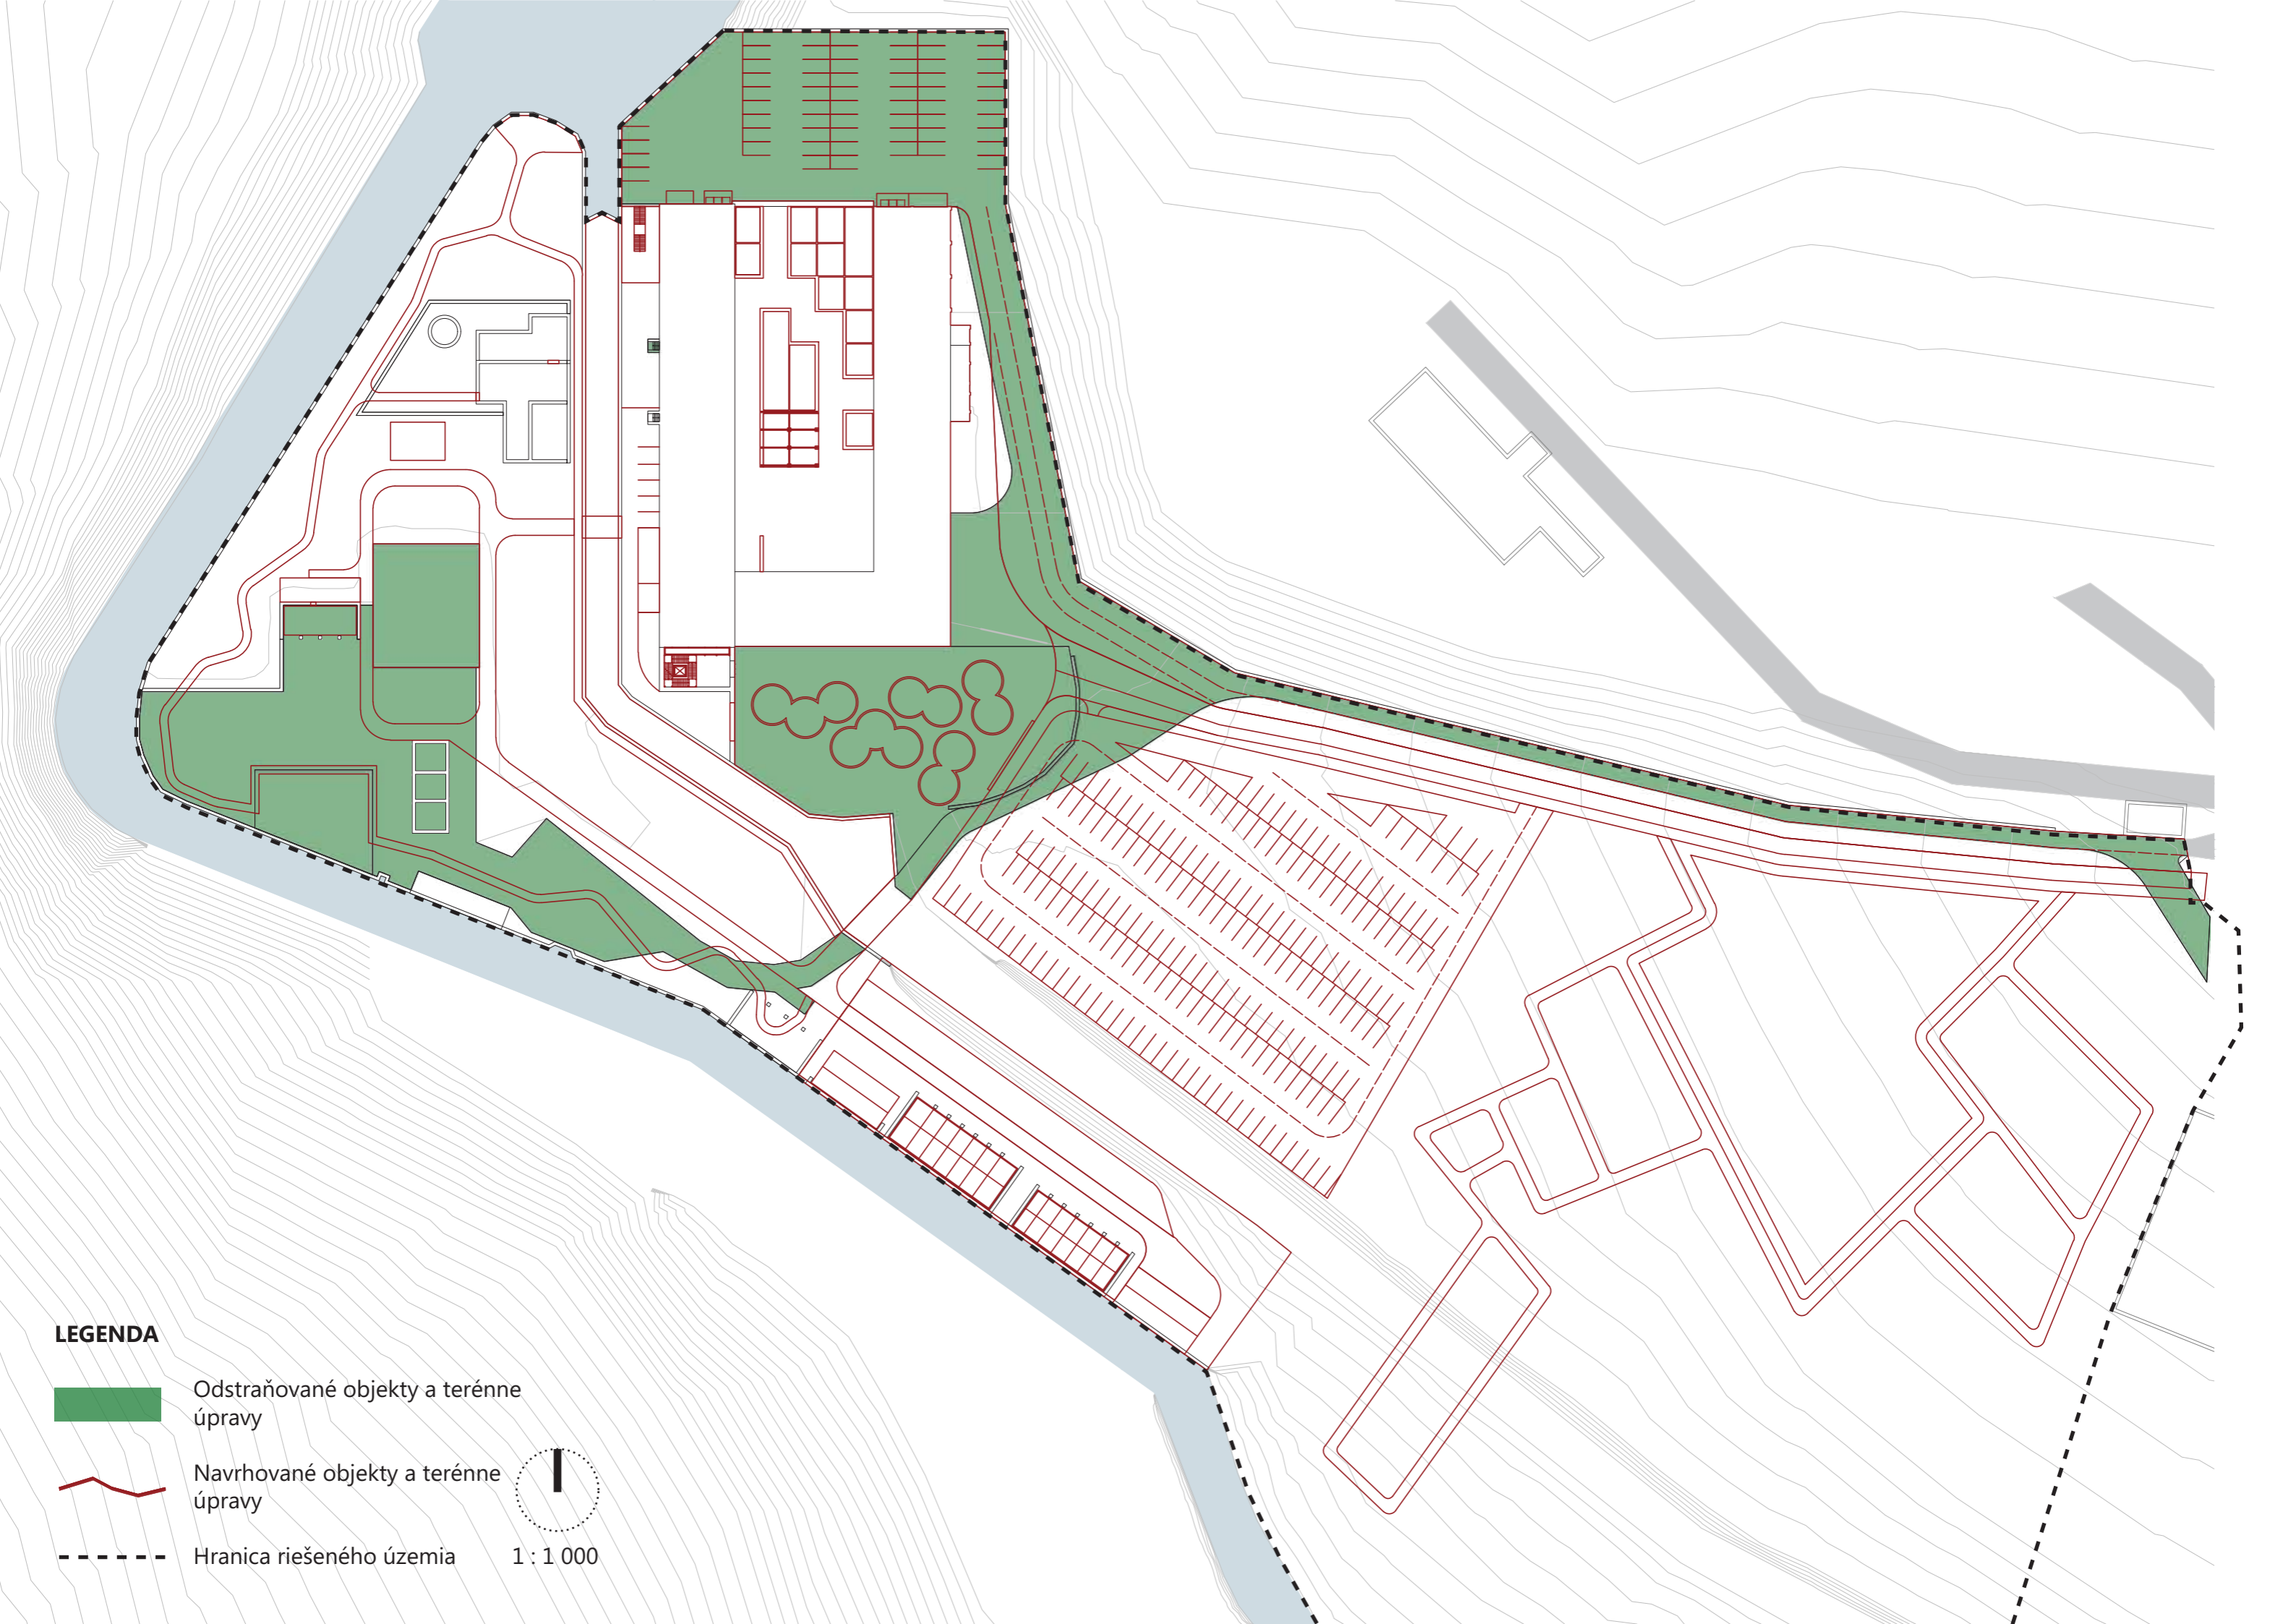 LEGENDA
Odstraňované objekty a terénne
úpravy
Navrhované objekty a terénne
úpravy
Hranica riešeného územia
1 : 1 000